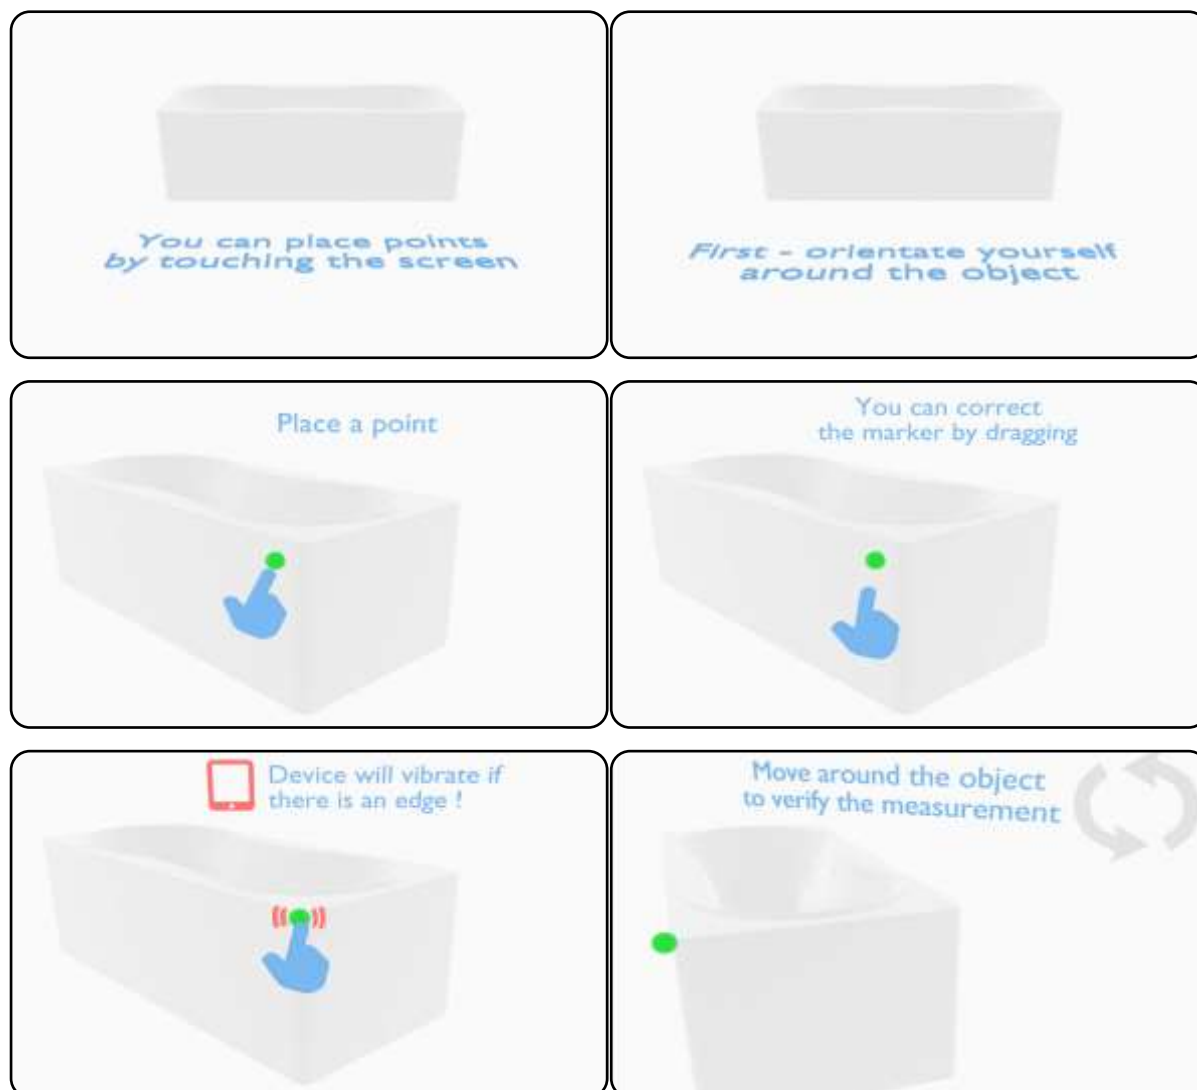 You can place points
by touching the screen
First - orientate yourself
around the object
Place a point
You can correct
the marker by dragging
Device will vibrate if
there is an edge !
Move around the object
to verify the measurement